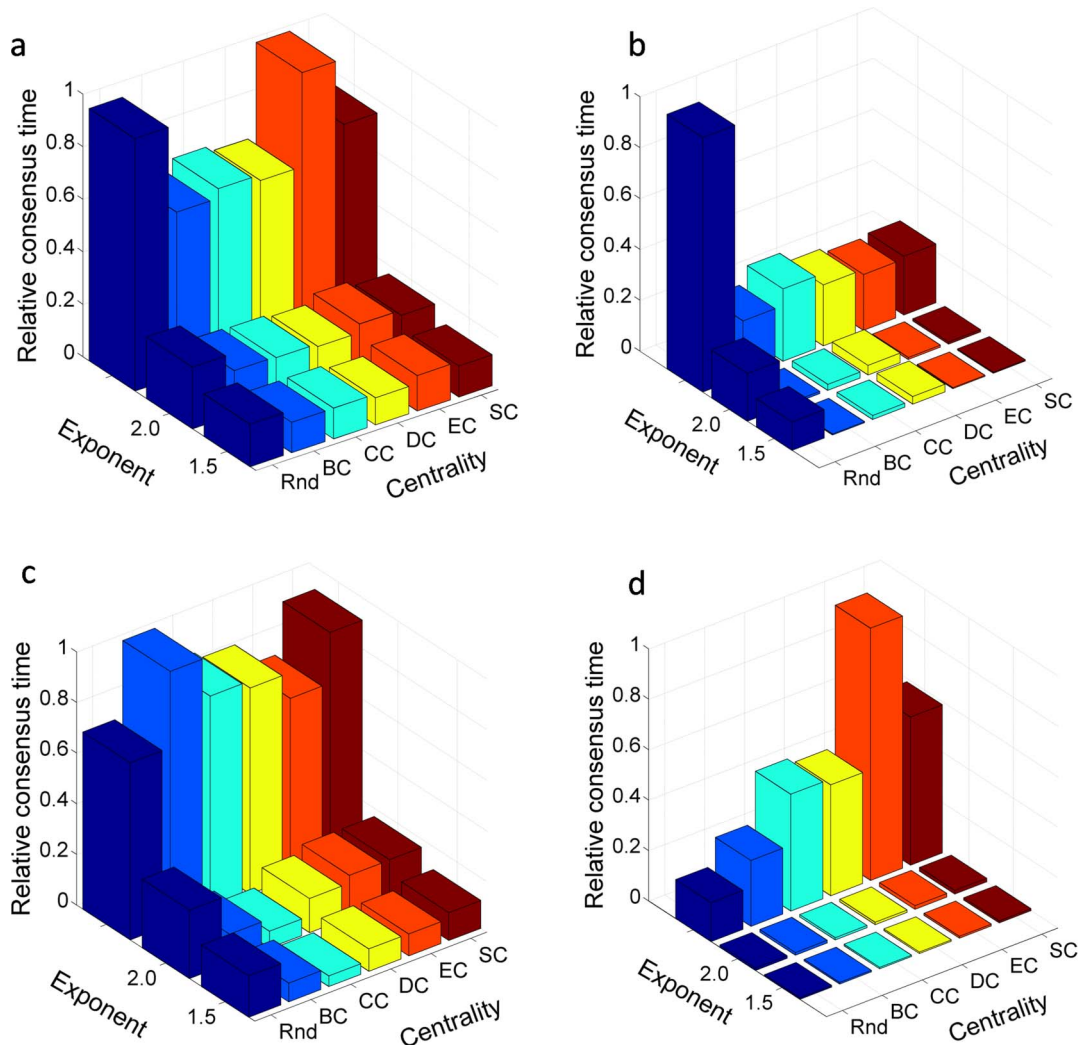 a
Relative consensus time
1
0.8
0.6
0.4
0.2
0
Exponent
2.0
1.5
Rnd
BC
CC
DC
EC
SC
Centrality
b
Relative consensus time
1
0.8
0.6
0.4
0.2
0
Exponent
2.0
1.5
Rnd
BC
CC
DC
EC
SC
Centrality
c
Relative consensus time
1
0.8
0.6
0.4
0.2
0
Exponent
2.0
1.5
Rnd
BC
CC
DC
EC
SC
Centrality
d
Relative consensus time
1
0.8
0.6
0.4
0.2
0
Exponent
2.0
1.5
Rnd
BC
CC
DC
EC
SC
Centrality